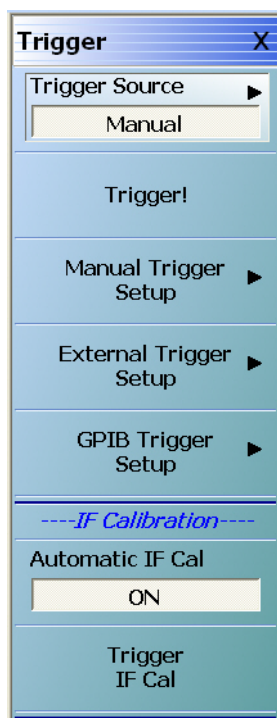 Trigger X
Trigger Source
Manual
Trigger!
Manual Trigger
Setup
External Trigger
Setup
GPIB Trigger
Setup
----IF Calibration----
Automatic IF Cal
ON
Trigger
IF Cal